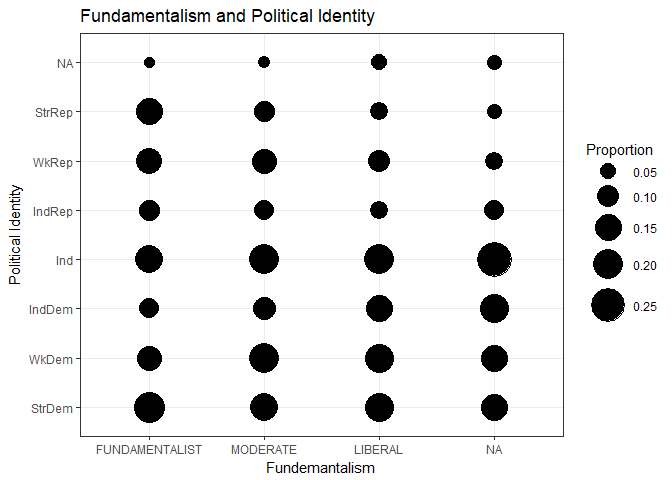 Fundamentalism and Political Identity
Political Identity
NA
StrRep
WkRep
IndRep
Ind
IndDem
WkDem
StrDem
FUNDAMENTALIST MODERATE LIBERAL NA
Fundemantalism
Proportion
0.05
0.10
0.15
0.20
0.25